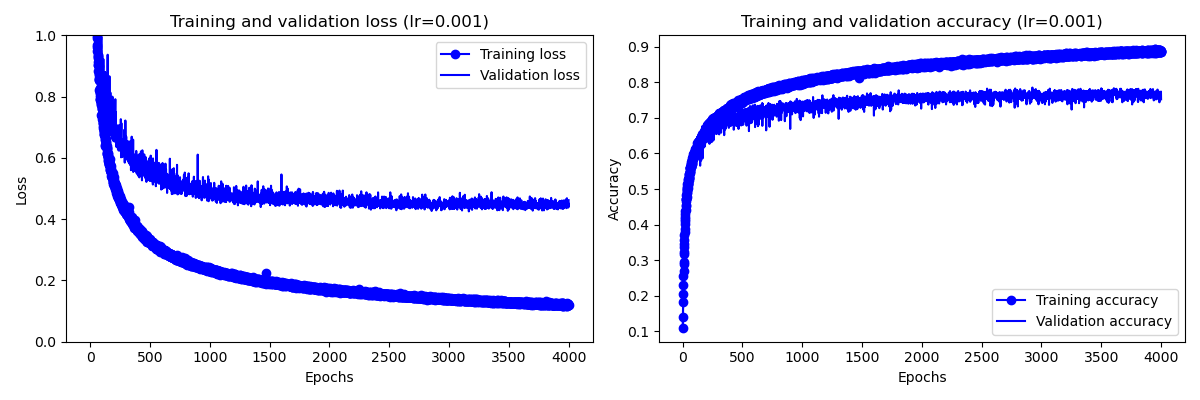 Training and validation loss (lr=0.001)
1.0
0.8
0.6
0.4
0.2
0.0
Loss
Training loss
Validation loss
0 500 1000 1500 2000 2500 3000 3500 4000
Epochs
Training and validation accuracy (lr=0.001)
0.9
0.8
0.7
0.6
0.5
0.4
0.3
0.2
0.1
Accuracy
Training accuracy
Validation accuracy
0 500 1000 1500 2000 2500 3000 3500 4000
Epochs